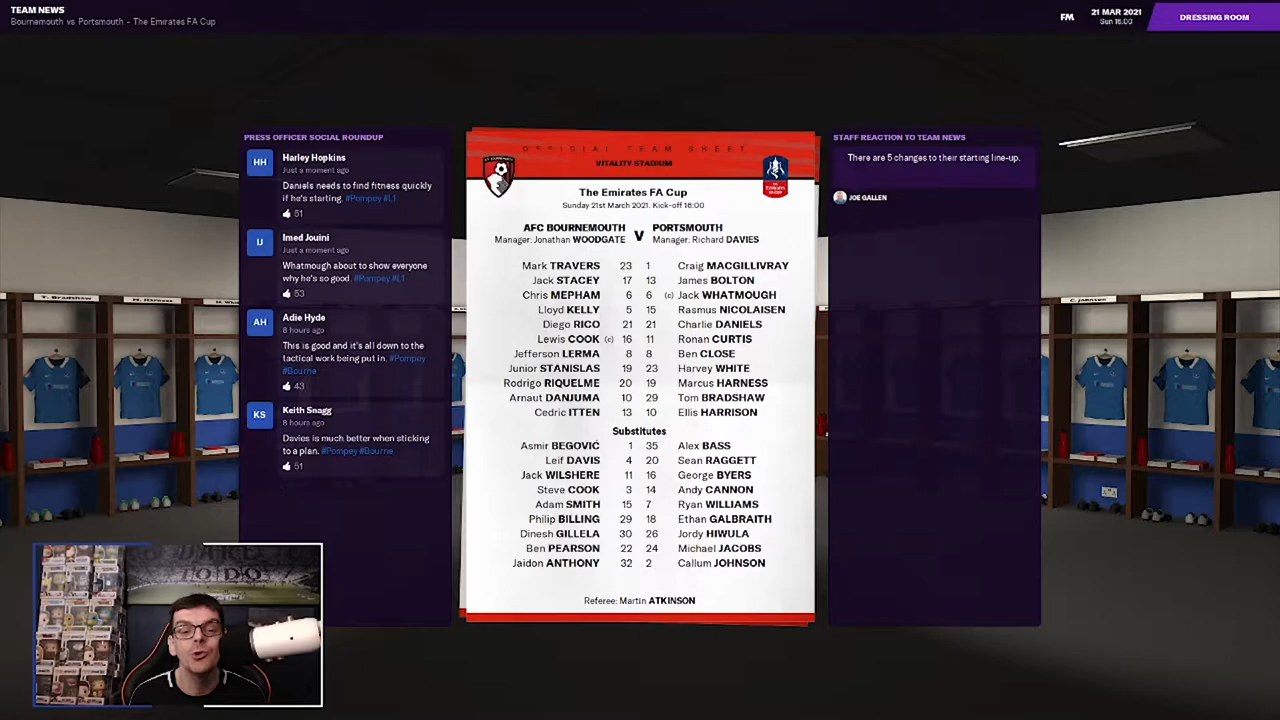 TEAM NEWS
Bournemouth vs Portsmouth - The Emirates FA Cup
FM
21 MAR 2021
Sun 16:00
DRESSING ROOM
PRESS OFFICER SOCIAL ROUNDUP
HH
Harley Hopkins
Just a moment ago
Daniels needs to find fitness quickly
if he's starting. #Pompey #L1
51
IJ
Imed Jouini
Just a moment ago
Whatmough about to show everyone
why he's so good. #Pompey #L1
53
AH
Adie Hyde
8 hours ago
This is good and it's all down to the
tactical work being put in. #Pompey
#Bourne
43
KS
Keith Snagg
8 hours ago
Davies is much better when sticking
to a plan. #Pompey #Bourne
51
OFFICIAL TEAM SHEET
VITALITY STADIUM
The Emirates FA Cup
Sunday 21st March 2021. Kick-off 16:00
AFC BOURNEMOUTH V PORTSMOUTH
Manager: Jonathan WOODGATE Manager: Richard DAVIES
Mark TRAVERS 23 1 Craig MACGILLIVRAY
Jack STACEY 17 13 James BOLTON
Chris MEPHAM 6 6 (c) Jack WHATMOUGH
Lloyd KELLY 5 15 Rasmus NICOLAISEN
Diego RICO 21 21 Charlie DANIELS
Lewis COOK (c) 16 11 Ronan CURTIS
Jefferson LERMA 8 8 Ben CLOSE
Junior STANISLAS 19 23 Harvey WHITE
Rodrigo RIQUELME 20 19 Marcus HARNESS
Arnaut DANJUMA 10 29 Tom BRADSHAW
Cedric ITTEN 13 10 Ellis HARRISON
Substitutes
Asmir BEGOVIĆ 1 35 Alex BASS
Leif DAVIS 4 20 Sean RAGGETT
Jack WILSHERE 11 16 George BYERS
Steve COOK 3 14 Andy CANNON
Adam SMITH 15 7 Ryan WILLIAMS
Philip BILLING 29 18 Ethan GALBRAITH
Dinesh GILLELA 30 26 Jordy HIWULA
Ben PEARSON 22 24 Michael JACOBS
Jaidon ANTHONY 32 2 Callum JOHNSON
Referee: Martin ATKINSON
STAFF REACTION TO TEAM NEWS
There are 5 changes to their starting line-up.
JOE GALLEN
T. Bradshaw
M. Harness
C. Johnson
DARE
TO DO